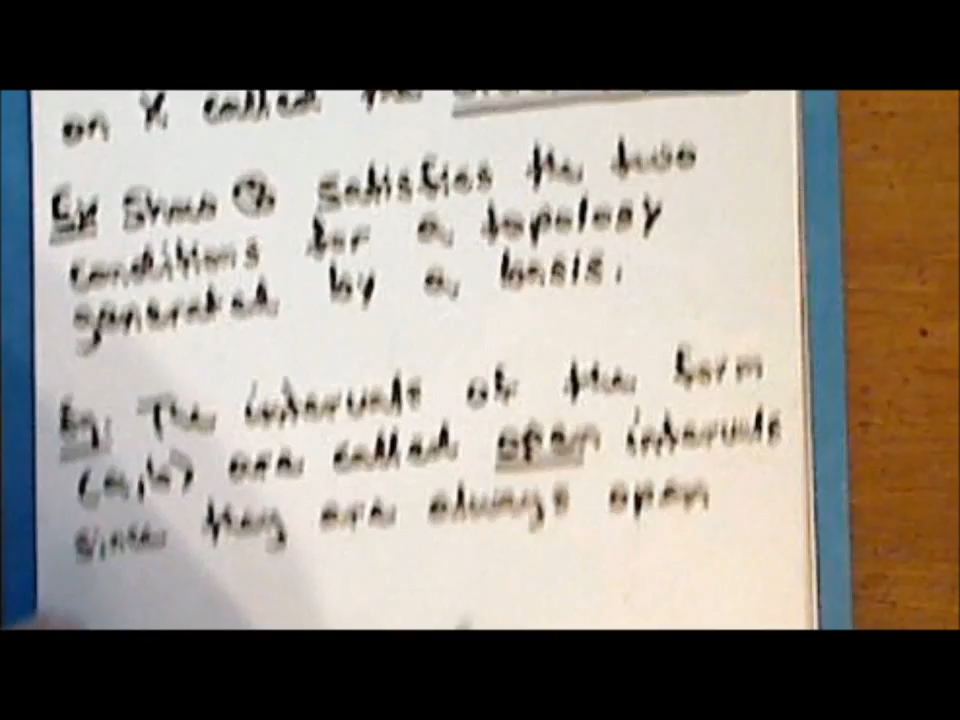 on X called the
Ex Show B satisfies the two
conditions for a topology
generated by a basis.
Eg. The intervals of the form
(a,b) are called open intervals
since they are always open